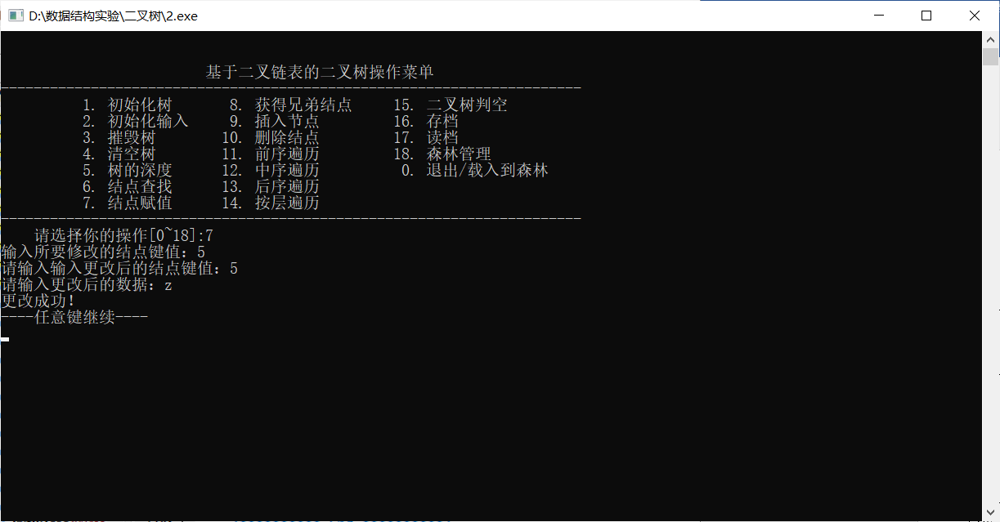 D:\数据结构实验\二叉树\2.exe
基于二叉链表的二叉树操作菜单
-----------------------------------------------------------------------
1. 初始化树 8. 获得兄弟结点 15. 二叉树判空
2. 初始化输入 9. 插入节点 16. 存档
3. 摧毁树 10. 删除结点 17. 读档
4. 清空树 11. 前序遍历 18. 森林管理
5. 树的深度 12. 中序遍历 0. 退出/载入到森林
6. 结点查找 13. 后序遍历
7. 结点赋值 14. 按层遍历
-----------------------------------------------------------------------
请选择你的操作[0~18]:7
输入所要修改的结点键值：5
请输入输入更改后的结点键值：5
请输入更改后的数据：z
更改成功！
----任意键继续----